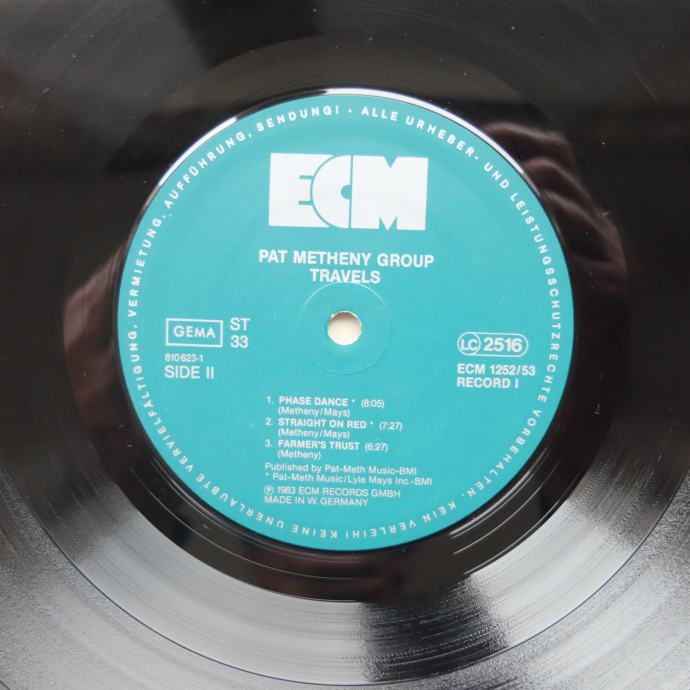 ALLE URHEBER- UND LEISTUNGSSCHUTZRECHTE VORBEHALTEN · KEIN VERLEIH! KEINE UNERLAUBTE VERVIELFÄLTIGUNG, VERMIETUNG, AUFFÜHRUNG, SENDUNG! ·
ECM
PAT METHENY GROUP
TRAVELS
GEMA
ST
33
810 623-1
SIDE II
LC 2516
ECM 1252/53
RECORD I
1. PHASE DANCE * (8:05)
(Metheny/Mays)
2. STRAIGHT ON RED * (7:27)
(Metheny/Mays)
3. FARMER'S TRUST (6:27)
(Metheny)
Published by Pat-Meth Music-BMI
* Pat-Meth Music/Lyle Mays Inc.-BMI
℗ 1983 ECM RECORDS GMBH
MADE IN W. GERMANY